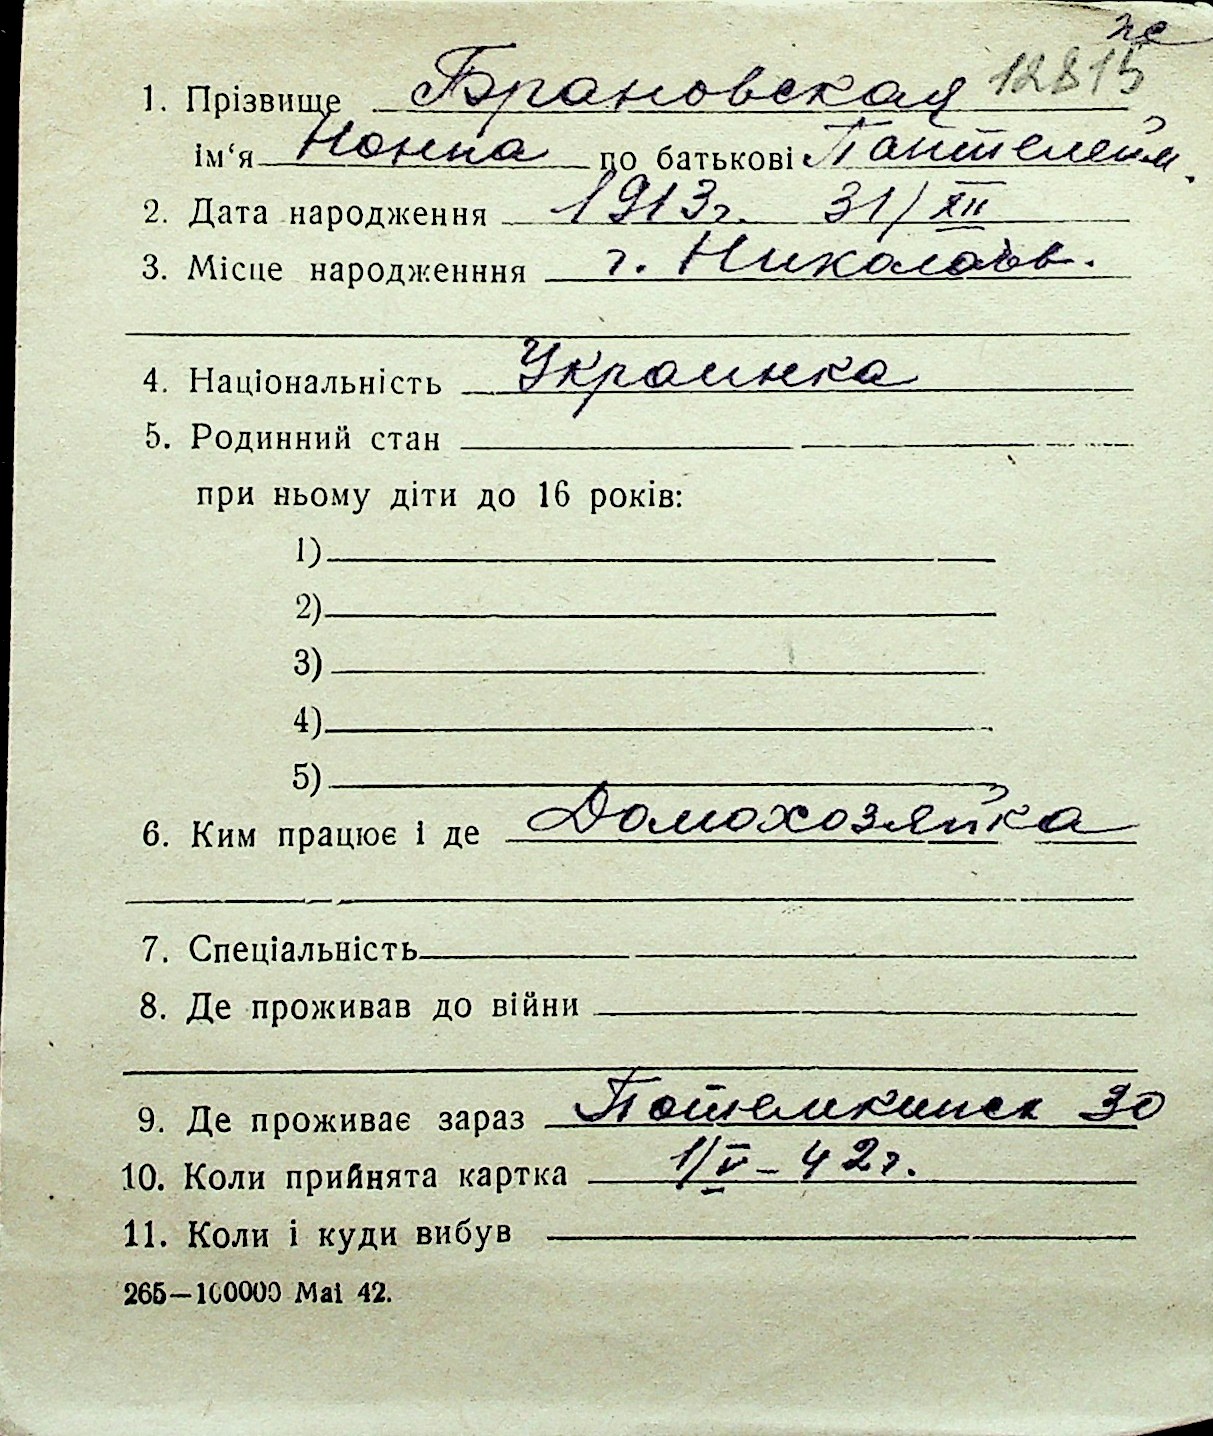 12815
1. Прізвище Брановская
ім‘я Нонна по батькові Пантелейм.
2. Дата народження 1913г. 31/XII
3. Місце народженння г. Николаев.
4. Національність Украинка
5. Родинний стан
при ньому діти до 16 років:
1)
2)
3)
4)
5)
6. Ким працює і де Домохозяйка
7. Спеціальність
8. Де проживав до війни
9. Де проживає зараз Потемкинск 30
10. Коли прийнята картка 1/V – 42г.
11. Коли і куди вибув
265—100000 Mai 42.